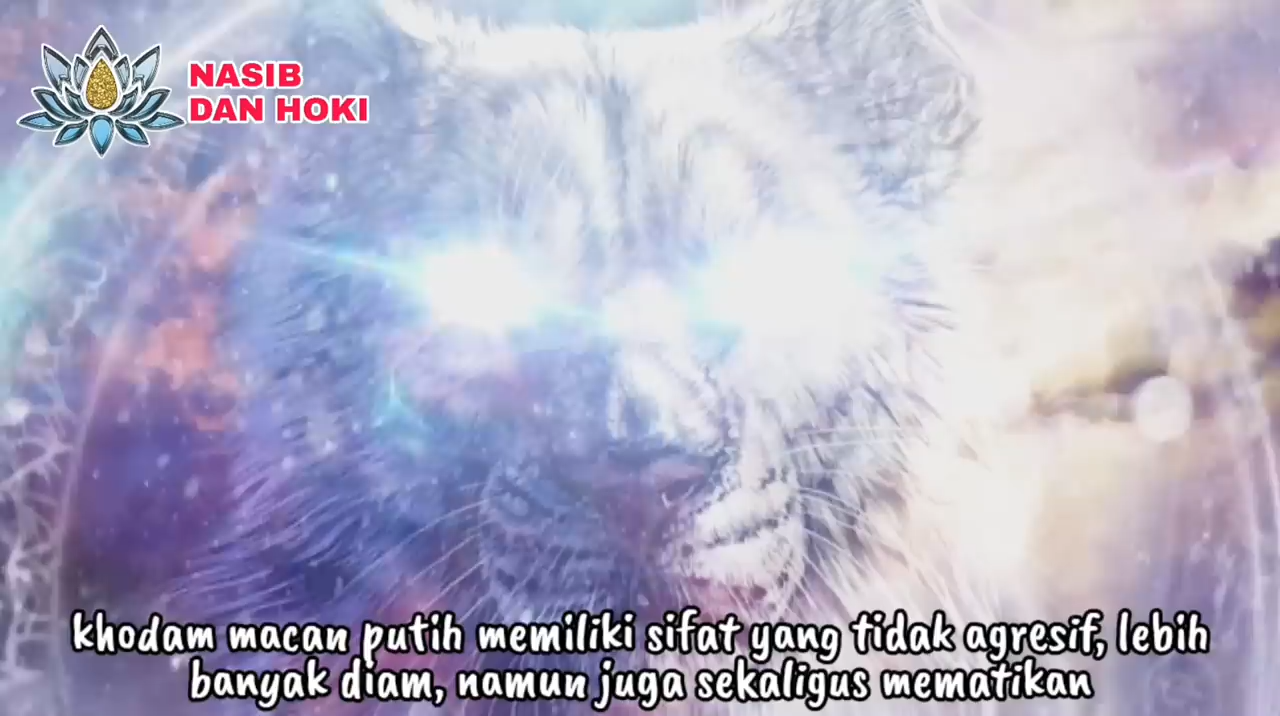 NASIB
DAN HOKI
khodam macan putih memiliki sifat yang tidak agresif, lebih
banyak diam, namun juga sekaligus mematikan